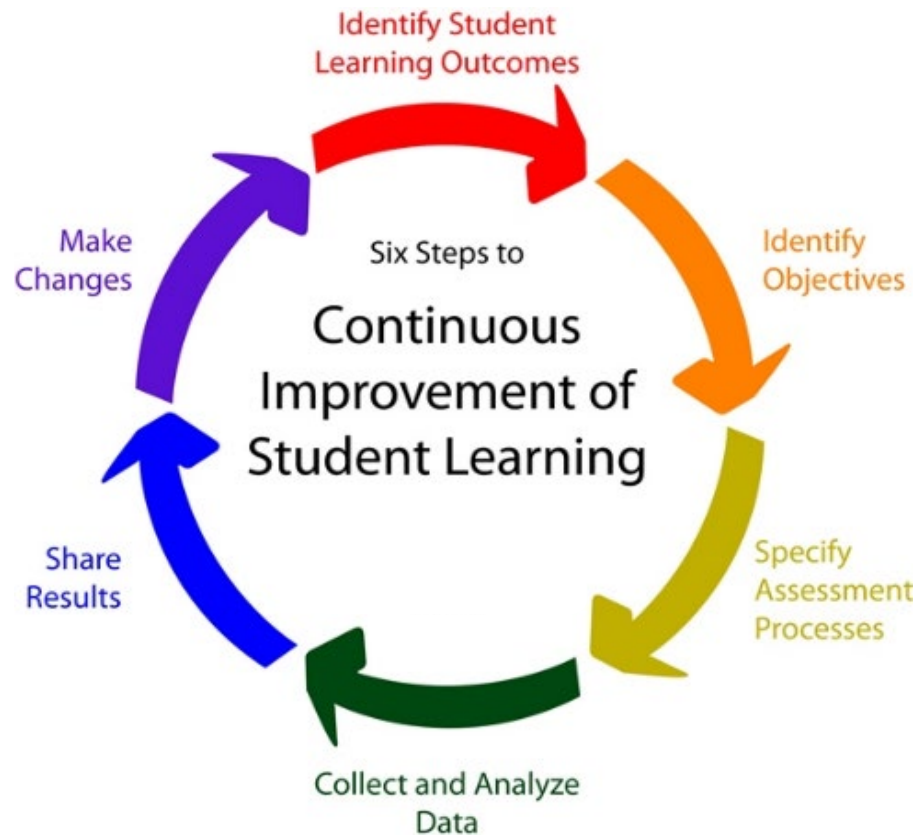 Identify Student
Learning Outcomes
Identify
Objectives
Specify
Assessment
Processes
Collect and Analyze
Data
Share
Results
Make
Changes
Six Steps to
Continuous
Improvement of
Student Learning